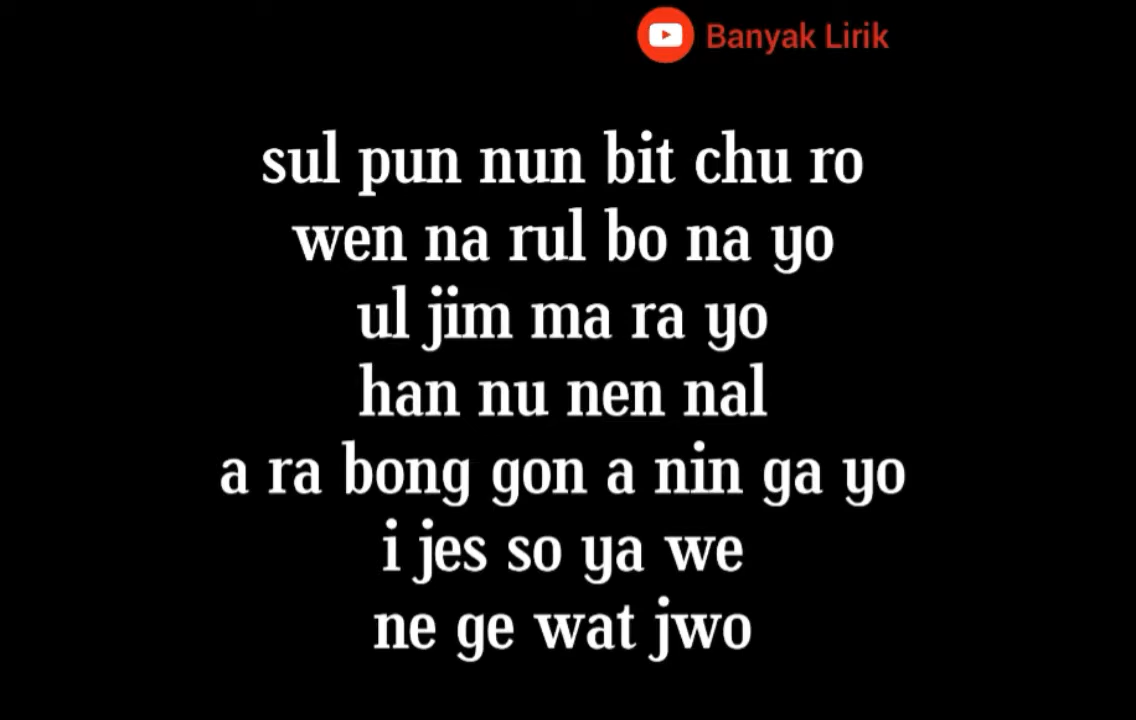 Banyak Lirik
sul pun nun bit chu ro
wen na rul bo na yo
ul jim ma ra yo
han nu nen nal
a ra bong gon a nin ga yo
i jes so ya we
ne ge wat jwo